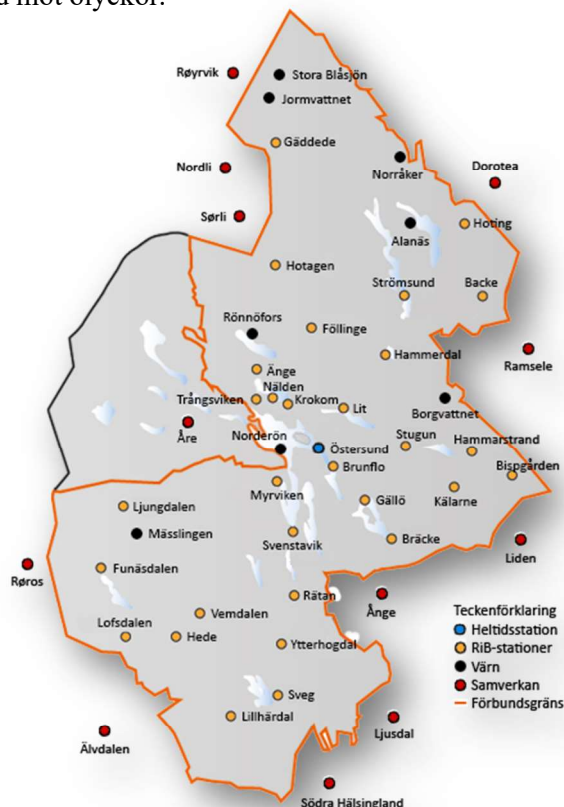 mot olyckor.
Røyrvik
Stora Blåsjön
Jormvattnet
Gäddede
Nordli
Norråker
Dorotea
Sørli
Alanäs
Hoting
Hotagen
Strömsund
Backe
Rönnöfors
Föllinge
Hammerdal
Ramsele
Änge
Nälden
Trångsviken
Krokom
Lit
Borgvattnet
Åre
Norderön
Östersund
Stugun
Hammarstrand
Brunflo
Bispgården
Myrviken
Gällö
Kälarne
Ljungdalen
Mässlingen
Svenstavik
Bräcke
Liden
Røros
Funäsdalen
Rätan
Ånge
Lofsdalen
Vemdalen
Hede
Ytterhogdal
Sveg
Lillhärdal
Älvdalen
Ljusdal
Södra Hälsingland
Teckenförklaring
Heltidsstation
RiB-stationer
Värn
Samverkan
Förbundsgräns